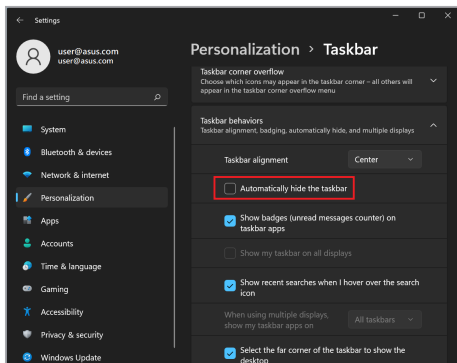 Settings
user@asus.com
user@asus.com
Find a setting
System
Bluetooth & devices
Network & internet
Personalization
Apps
Accounts
Time & language
Gaming
Accessibility
Privacy & security
Windows Update
Personalization > Taskbar
Taskbar corner overflow
Choose which icons may appear in the taskbar corner – all others will
appear in the taskbar corner overflow menu
Taskbar behaviors
Taskbar alignment, badging, automatically hide, and multiple displays
Taskbar alignment
Center
Automatically hide the taskbar
Show badges (unread messages counter) on
taskbar apps
Show my taskbar on all displays
Show recent searches when I hover over the search
icon
When using multiple displays,
show my taskbar apps on
All taskbars
Select the far corner of the taskbar to show the
desktop